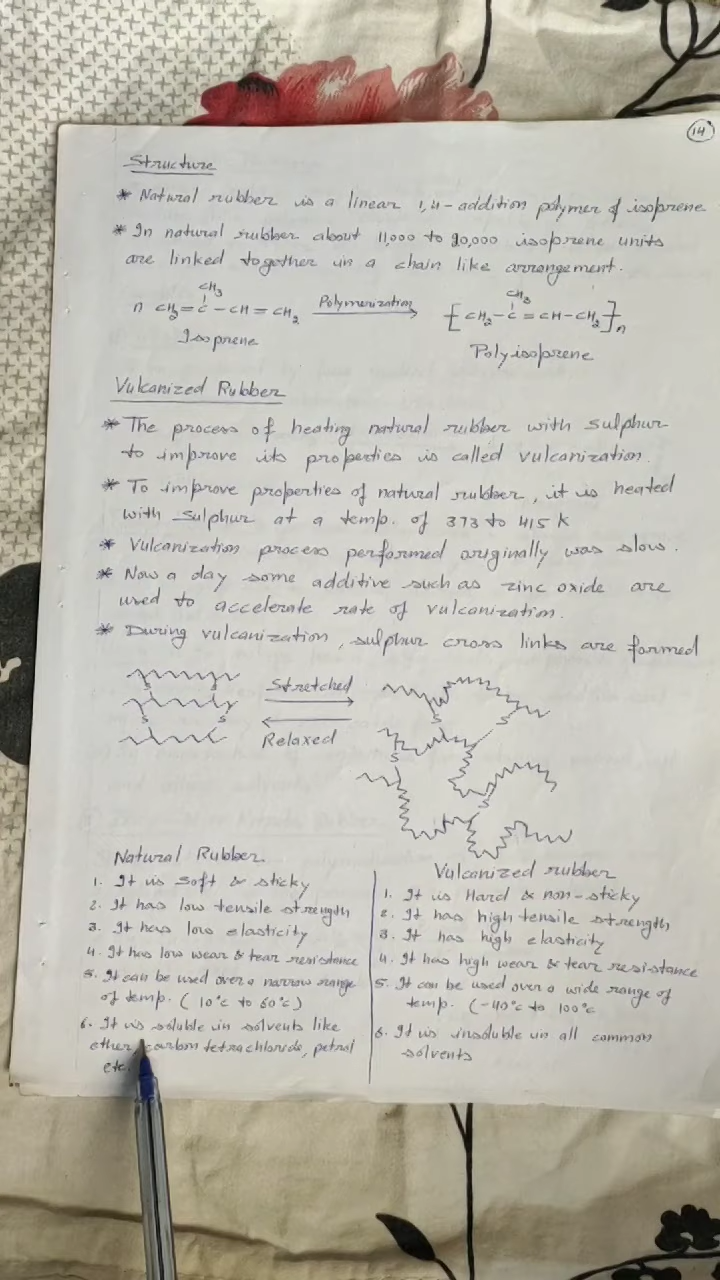 14
Structure
* Natural rubber is a linear 1,4-addition polymer of isoprene
* In natural rubber about 11,000 to 20,000 isoprene units
are linked together in a chain like arrangement.
CH3
n CH2=C-CH=CH2 Polymerization [CH2-C=CH-CH2]n
CH3
Isoprene
Polyisoprene
Vulcanized Rubber
* The process of heating natural rubber with sulphur
to improve its properties is called vulcanization.
* To improve properties of natural rubber, it is heated
with sulphur at a temp. of 373 to 415 K
* Vulcanization process performed originally was slow.
* Now a day some additive such as zinc oxide are
used to accelerate rate of vulcanization.
* During vulcanization, sulphur cross links are formed
S S
S S
Stretched
Relaxed
S S
S S
Natural Rubber
1. It is soft & sticky
2. It has low tensile strength
3. It has low elasticity
4. It has low wear & tear resistance
5. It can be used over a narrow range
of temp. (10°c to 60°c)
6. It is soluble in solvents like
ether, carbon tetrachloride, petrol
etc.
Vulcanized rubber
1. It is Hard & non-sticky
2. It has high tensile strength
3. It has high elasticity
4. It has high wear & tear resistance
5. It can be used over a wide range of
temp. (-40°c to 100°c
6. It is insoluble in all common
solvents